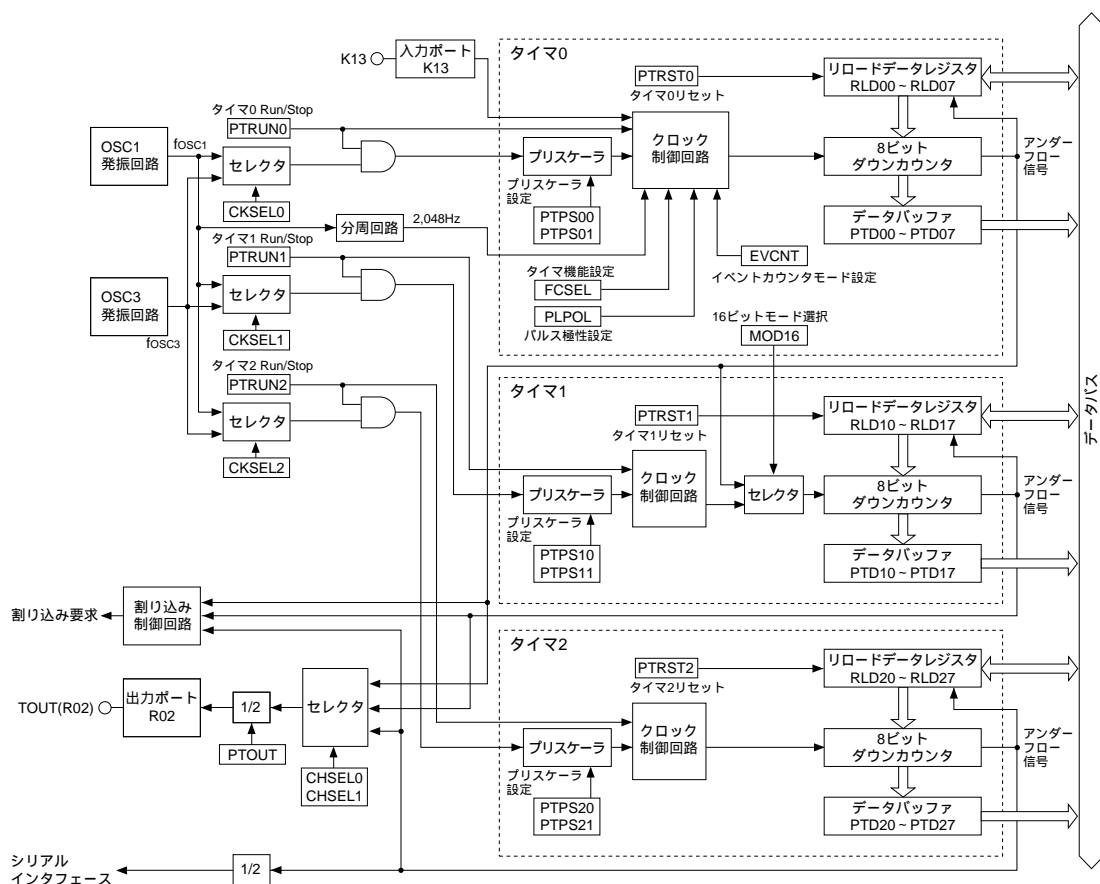 K13
入力ポート
K13
タイマ0
PTRST0
タイマ0リセット
リロードデータレジスタ
RLD00 ~ RLD07
タイマ0 Run/Stop
PTRUN0
OSC1
発振回路
fOSC1
セレクタ
CKSEL0
プリスケーラ
プリスケーラ
設定
PTPS00
PTPS01
クロック
制御回路
8ビット
ダウンカウンタ
アンダー
フロー
信号
データバッファ
PTD00 ~ PTD07
分周回路
2,048Hz
EVCNT
イベントカウンタモード設定
タイマ機能設定
FCSEL
PLPOL
パルス極性設定
16ビットモード選択
MOD16
タイマ1 Run/Stop
PTRUN1
OSC3
発振回路
fOSC3
セレクタ
CKSEL1
タイマ2 Run/Stop
PTRUN2
セレクタ
CKSEL2
タイマ1
PTRST1
タイマ1リセット
リロードデータレジスタ
RLD10 ~ RLD17
プリスケーラ
プリスケーラ
設定
PTPS10
PTPS11
クロック
制御回路
セレクタ
8ビット
ダウンカウンタ
アンダー
フロー
信号
データバッファ
PTD10 ~ PTD17
データバス
割り込み要求
割り込み
制御回路
タイマ2
PTRST2
タイマ2リセット
リロードデータレジスタ
RLD20 ~ RLD27
TOUT(R02)
出力ポート
R02
1/2
PTOUT
セレクタ
CHSEL0
CHSEL1
プリスケーラ
プリスケーラ
設定
PTPS20
PTPS21
クロック
制御回路
8ビット
ダウンカウンタ
アンダー
フロー
信号
データバッファ
PTD20 ~ PTD27
シリアル
インタフェース
1/2